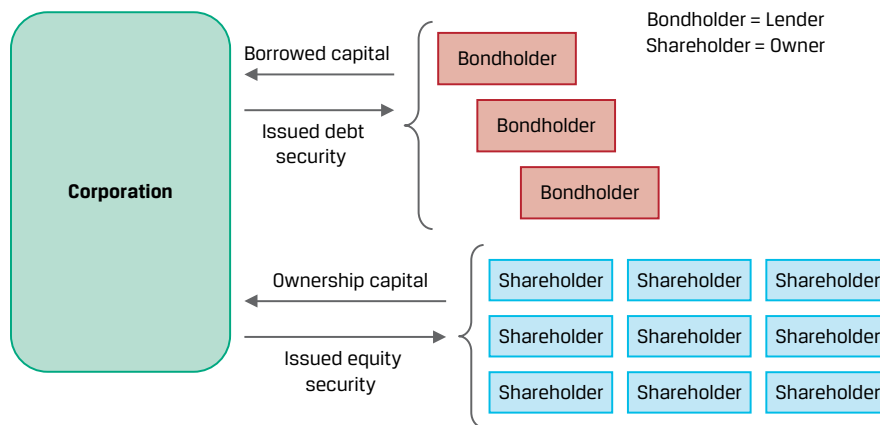 Bondholder = Lender
Shareholder = Owner
Corporation
Borrowed capital
Issued debt
security
Bondholder
Bondholder
Bondholder
Ownership capital
Issued equity
security
Shareholder
Shareholder
Shareholder
Shareholder
Shareholder
Shareholder
Shareholder
Shareholder
Shareholder